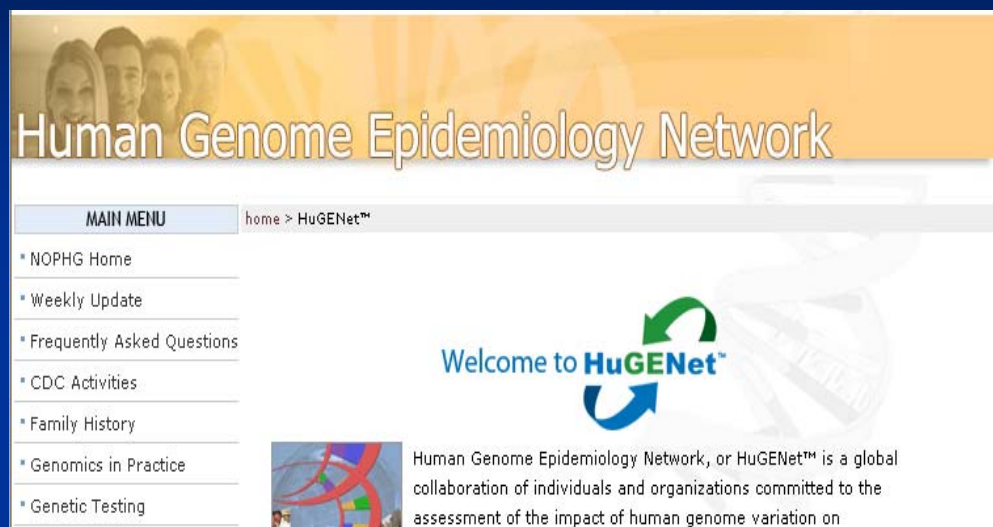 Human Genome Epidemiology Network
MAIN MENU
home > HuGENet™
NOPHG Home
Weekly Update
Frequently Asked Questions
CDC Activities
Family History
Genomics in Practice
Genetic Testing
Welcome to HuGENet™
Human Genome Epidemiology Network, or HuGENet™ is a global
collaboration of individuals and organizations committed to the
assessment of the impact of human genome variation on